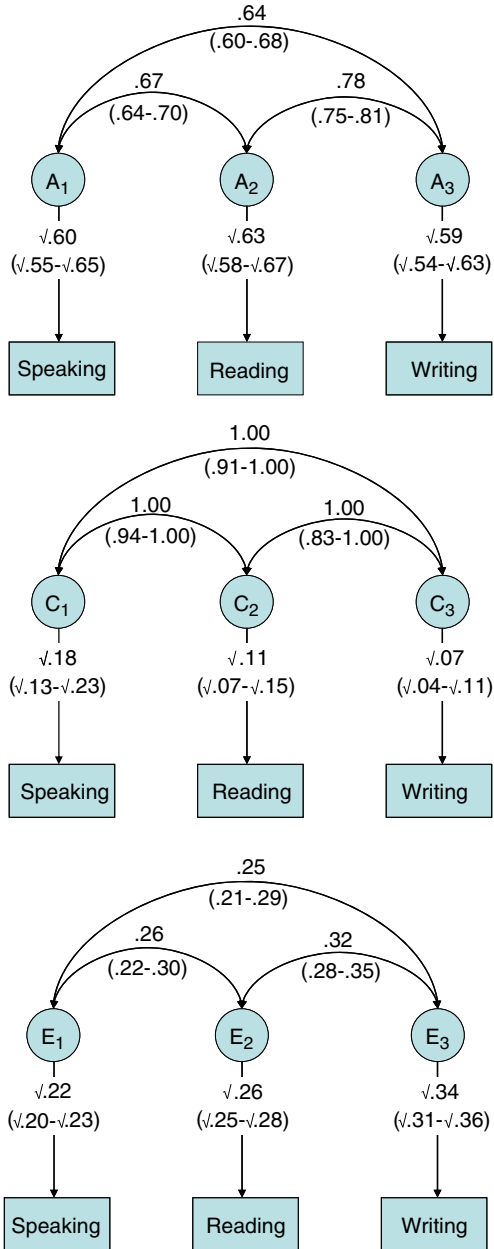 .64
(.60-.68)
.67 .78
(.64-.70) (.75-.81)
A1 A2 A3
√.60 √.63 √.59
(√.55-√.65) (√.58-√.67) (√.54-√.63)
Speaking Reading Writing
1.00
(.91-1.00)
1.00 1.00
(.94-1.00) (.83-1.00)
C1 C2 C3
√.18 √.11 √.07
(√.13-√.23) (√.07-√.15) (√.04-√.11)
Speaking Reading Writing
.25
(.21-.29)
.26 .32
(.22-.30) (.28-.35)
E1 E2 E3
√.22 √.26 √.34
(√.20-√.23) (√.25-√.28) (√.31-√.36)
Speaking Reading Writing